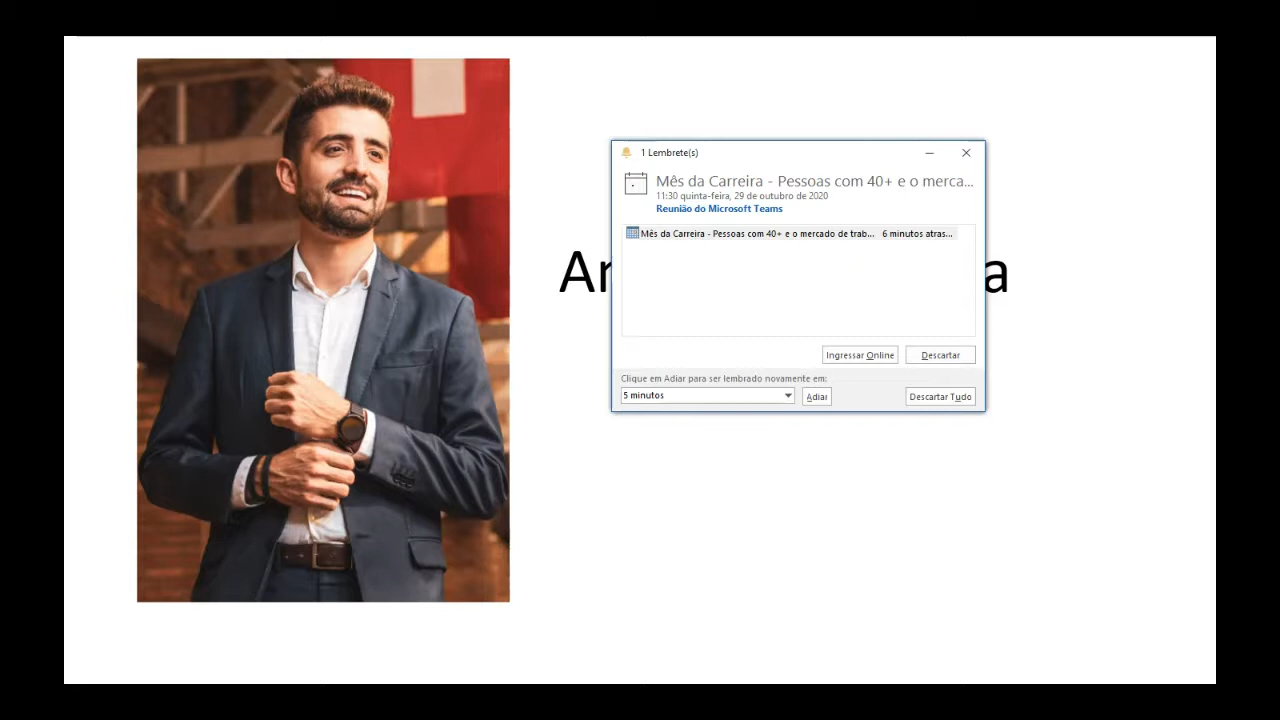 1 Lembrete(s)
Mês da Carreira - Pessoas com 40+ e o merca...
11:30 quinta-feira, 29 de outubro de 2020
Reunião do Microsoft Teams
Mês da Carreira - Pessoas com 40+ e o mercado de trab... 6 minutos atras...
Ingressar Online Descartar
Clique em Adiar para ser lembrado novamente em:
5 minutos Adiar Descartar Tudo